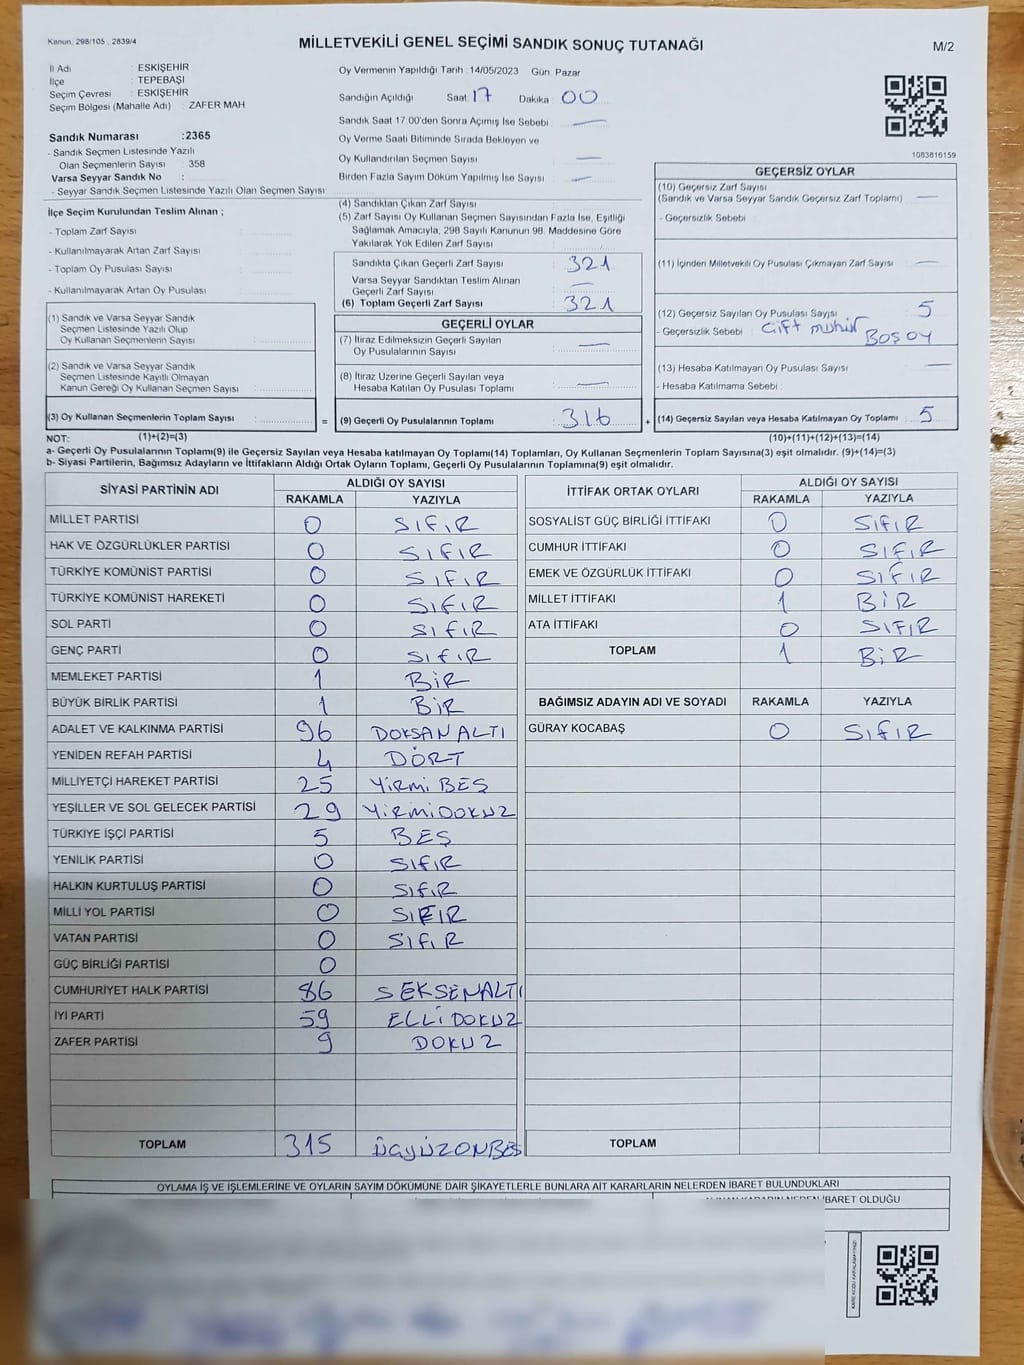 Kanun, 298/105 , 2839/4
MİLLETVEKİLİ GENEL SEÇİMİ SANDIK SONUÇ TUTANAĞI
M/2
İl Adı : ESKİŞEHİR
İlçe : TEPEBAŞI
Seçim Çevresi : ESKİŞEHİR
Seçim Bölgesi (Mahalle Adı) : ZAFER MAH
Sandık Numarası :2365
- Sandık Seçmen Listesinde Yazılı
Olan Seçmenlerin Sayısı : 358
Varsa Seyyar Sandık No :
- Seyyar Sandık Seçmen Listesinde Yazılı Olan Seçmen Sayısı :
Oy Vermenin Yapıldığı Tarih :14/05/2023 Gün Pazar
Sandığın Açıldığı Saat 17 Dakika 00
Sandık Saat 17.00'den Sonra Açımış İse Sebebi : —
Oy Verme Saati Bitiminde Sırada Bekleyen ve
Oy Kullandırılan Seçmen Sayısı : —
Birden Fazla Sayım Döküm Yapılmış İse Sayısı : —
1083816159
İlçe Seçim Kurulundan Teslim Alınan ;
- Toplam Zarf Sayısı :
- Kullanılmayarak Artan Zarf Sayısı :
- Toplam Oy Pusulası Sayısı :
- Kullanılmayarak Artan Oy Pusulası :
(1) Sandık ve Varsa Seyyar Sandık
Seçmen Listesinde Yazılı Olup
Oy Kullanan Seçmenlerin Sayısı :
(2) Sandık ve Varsa Seyyar Sandık
Seçmen Listesinde Kayıtlı Olmayan
Kanun Gereği Oy Kullanan Seçmen Sayısı :
(3) Oy Kullanan Seçmenlerin Toplam Sayısı :
(4) Sandıktan Çıkan Zarf Sayısı :
(5) Zarf Sayısı Oy Kullanan Seçmen Sayısından Fazla İse, Eşitliği
Sağlamak Amacıyla, 298 Sayılı Kanunun 98. Maddesine Göre
Yakılarak Yok Edilen Zarf Sayısı :
Sandıkta Çıkan Geçerli Zarf Sayısı : 321
Varsa Seyyar Sandıktan Teslim Alınan
Geçerli Zarf Sayısı : —
(6) Toplam Geçerli Zarf Sayısı : 321
GEÇERLİ OYLAR
(7) İtiraz Edilmeksizin Geçerli Sayılan
Oy Pusulalarının Sayısı : —
(8) İtiraz Üzerine Geçerli Sayılan veya
Hesaba Katılan Oy Pusulası Toplamı : —
= (9) Geçerli Oy Pusulalarının Toplamı : 316 +
GEÇERSİZ OYLAR
(10) Geçersiz Zarf Sayısı
(Sandık ve Varsa Seyyar Sandık Geçersiz Zarf Toplamı) : —
- Geçersizlik Sebebi :
(11) İçinden Milletvekili Oy Pusulası Çıkmayan Zarf Sayısı : —
(12) Geçersiz Sayılan Oy Pusulası Sayısı : 5
- Geçersizlik Sebebi : Çift mühür
BOŞ OY
(13) Hesaba Katılmayan Oy Pusulası Sayısı : —
- Hesaba Katılmama Sebebi :
(14) Geçersiz Sayılan veya Hesaba Katılmayan Oy Toplamı : 5
NOT: (1)+(2)=(3) (10)+(11)+(12)+(13)=(14)
a- Geçerli Oy Pusulalarının Toplamı(9) ile Geçersiz Sayılan veya Hesaba katılmayan Oy Toplamı(14) Toplamları, Oy Kullanan Seçmenlerin Toplam Sayısına(3) eşit olmalıdır. (9)+(14)=(3)
b- Siyasi Partilerin, Bağımsız Adayların ve İttifakların Aldığı Ortak Oyların Toplamı, Geçerli Oy Pusulalarının Toplamına(9) eşit olmalıdır.
SİYASİ PARTİNİN ADI ALDIĞI OY SAYISI
RAKAMLA YAZIYLA
MİLLET PARTİSİ 0 SIFIR
HAK VE ÖZGÜRLÜKLER PARTİSİ 0 SIFIR
TÜRKİYE KOMÜNİST PARTİSİ 0 SIFIR
TÜRKİYE KOMÜNİST HAREKETİ 0 SIFIR
SOL PARTİ 0 SIFIR
GENÇ PARTİ 0 SIFIR
MEMLEKET PARTİSİ 1 BİR
BÜYÜK BİRLİK PARTİSİ 1 BİR
ADALET VE KALKINMA PARTİSİ 96 DOKSAN ALTI
YENİDEN REFAH PARTİSİ 4 DÖRT
MİLLİYETÇİ HAREKET PARTİSİ 25 YİRMİ BEŞ
YEŞİLLER VE SOL GELECEK PARTİSİ 29 YİRMİDOKUZ
TÜRKİYE İŞÇİ PARTİSİ 5 BEŞ
YENİLİK PARTİSİ 0 SIFIR
HALKIN KURTULUŞ PARTİSİ 0 SIFIR
MİLLİ YOL PARTİSİ 0 SIFIR
VATAN PARTİSİ 0 SIFIR
GÜÇ BİRLİĞİ PARTİSİ 0
CUMHURİYET HALK PARTİSİ 86 SEKSENALTI
İYİ PARTİ 59 ELLİ DOKUZ
ZAFER PARTİSİ 9 DOKUZ
TOPLAM 315 ÜÇYÜZONBEŞ
İTTİFAK ORTAK OYLARI ALDIĞI OY SAYISI
RAKAMLA YAZIYLA
SOSYALİST GÜÇ BİRLİĞİ İTTİFAKI 0 SIFIR
CUMHUR İTTİFAKI 0 SIFIR
EMEK VE ÖZGÜRLÜK İTTİFAKI 0 SIFIR
MİLLET İTTİFAKI 1 BİR
ATA İTTİFAKI 0 SIFIR
TOPLAM 1 BİR
BAĞIMSIZ ADAYIN ADI VE SOYADI RAKAMLA YAZIYLA
GÜRAY KOCABAŞ 0 SIFIR
TOPLAM
OYLAMA İŞ VE İŞLEMLERİNE VE OYLARIN SAYIM DÖKÜMÜNE DAİR ŞİKAYETLERLE BUNLARA AİT KARARLARIN NELERDEN İBARET BULUNDUKLARI
İBARET OLDUĞU